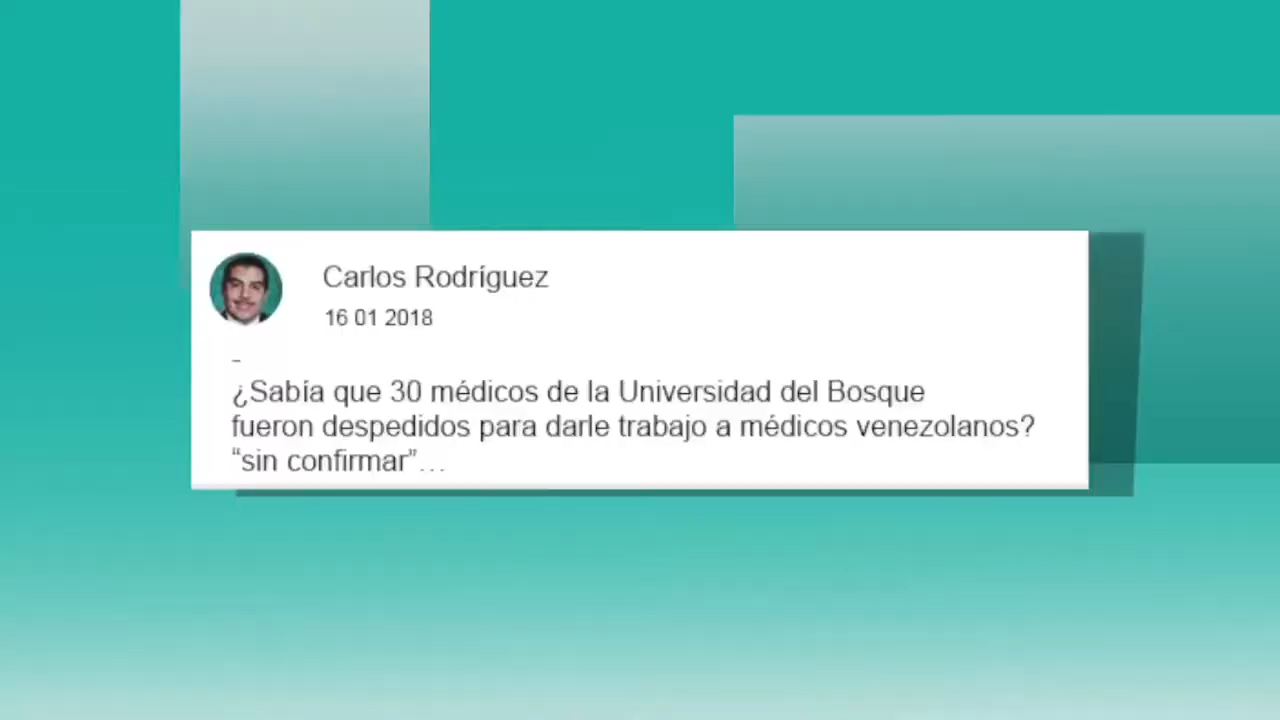 Carlos Rodríguez
16 01 2018
-
¿Sabía que 30 médicos de la Universidad del Bosque
fueron despedidos para darle trabajo a médicos venezolanos?
“sin confirmar”...